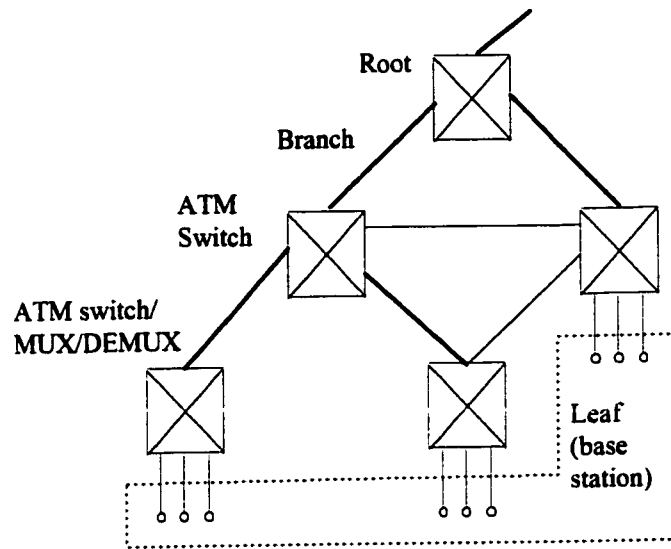 Root
Branch
ATM
Switch
ATM switch/
MUX/DEMUX
Leaf
(base
station)